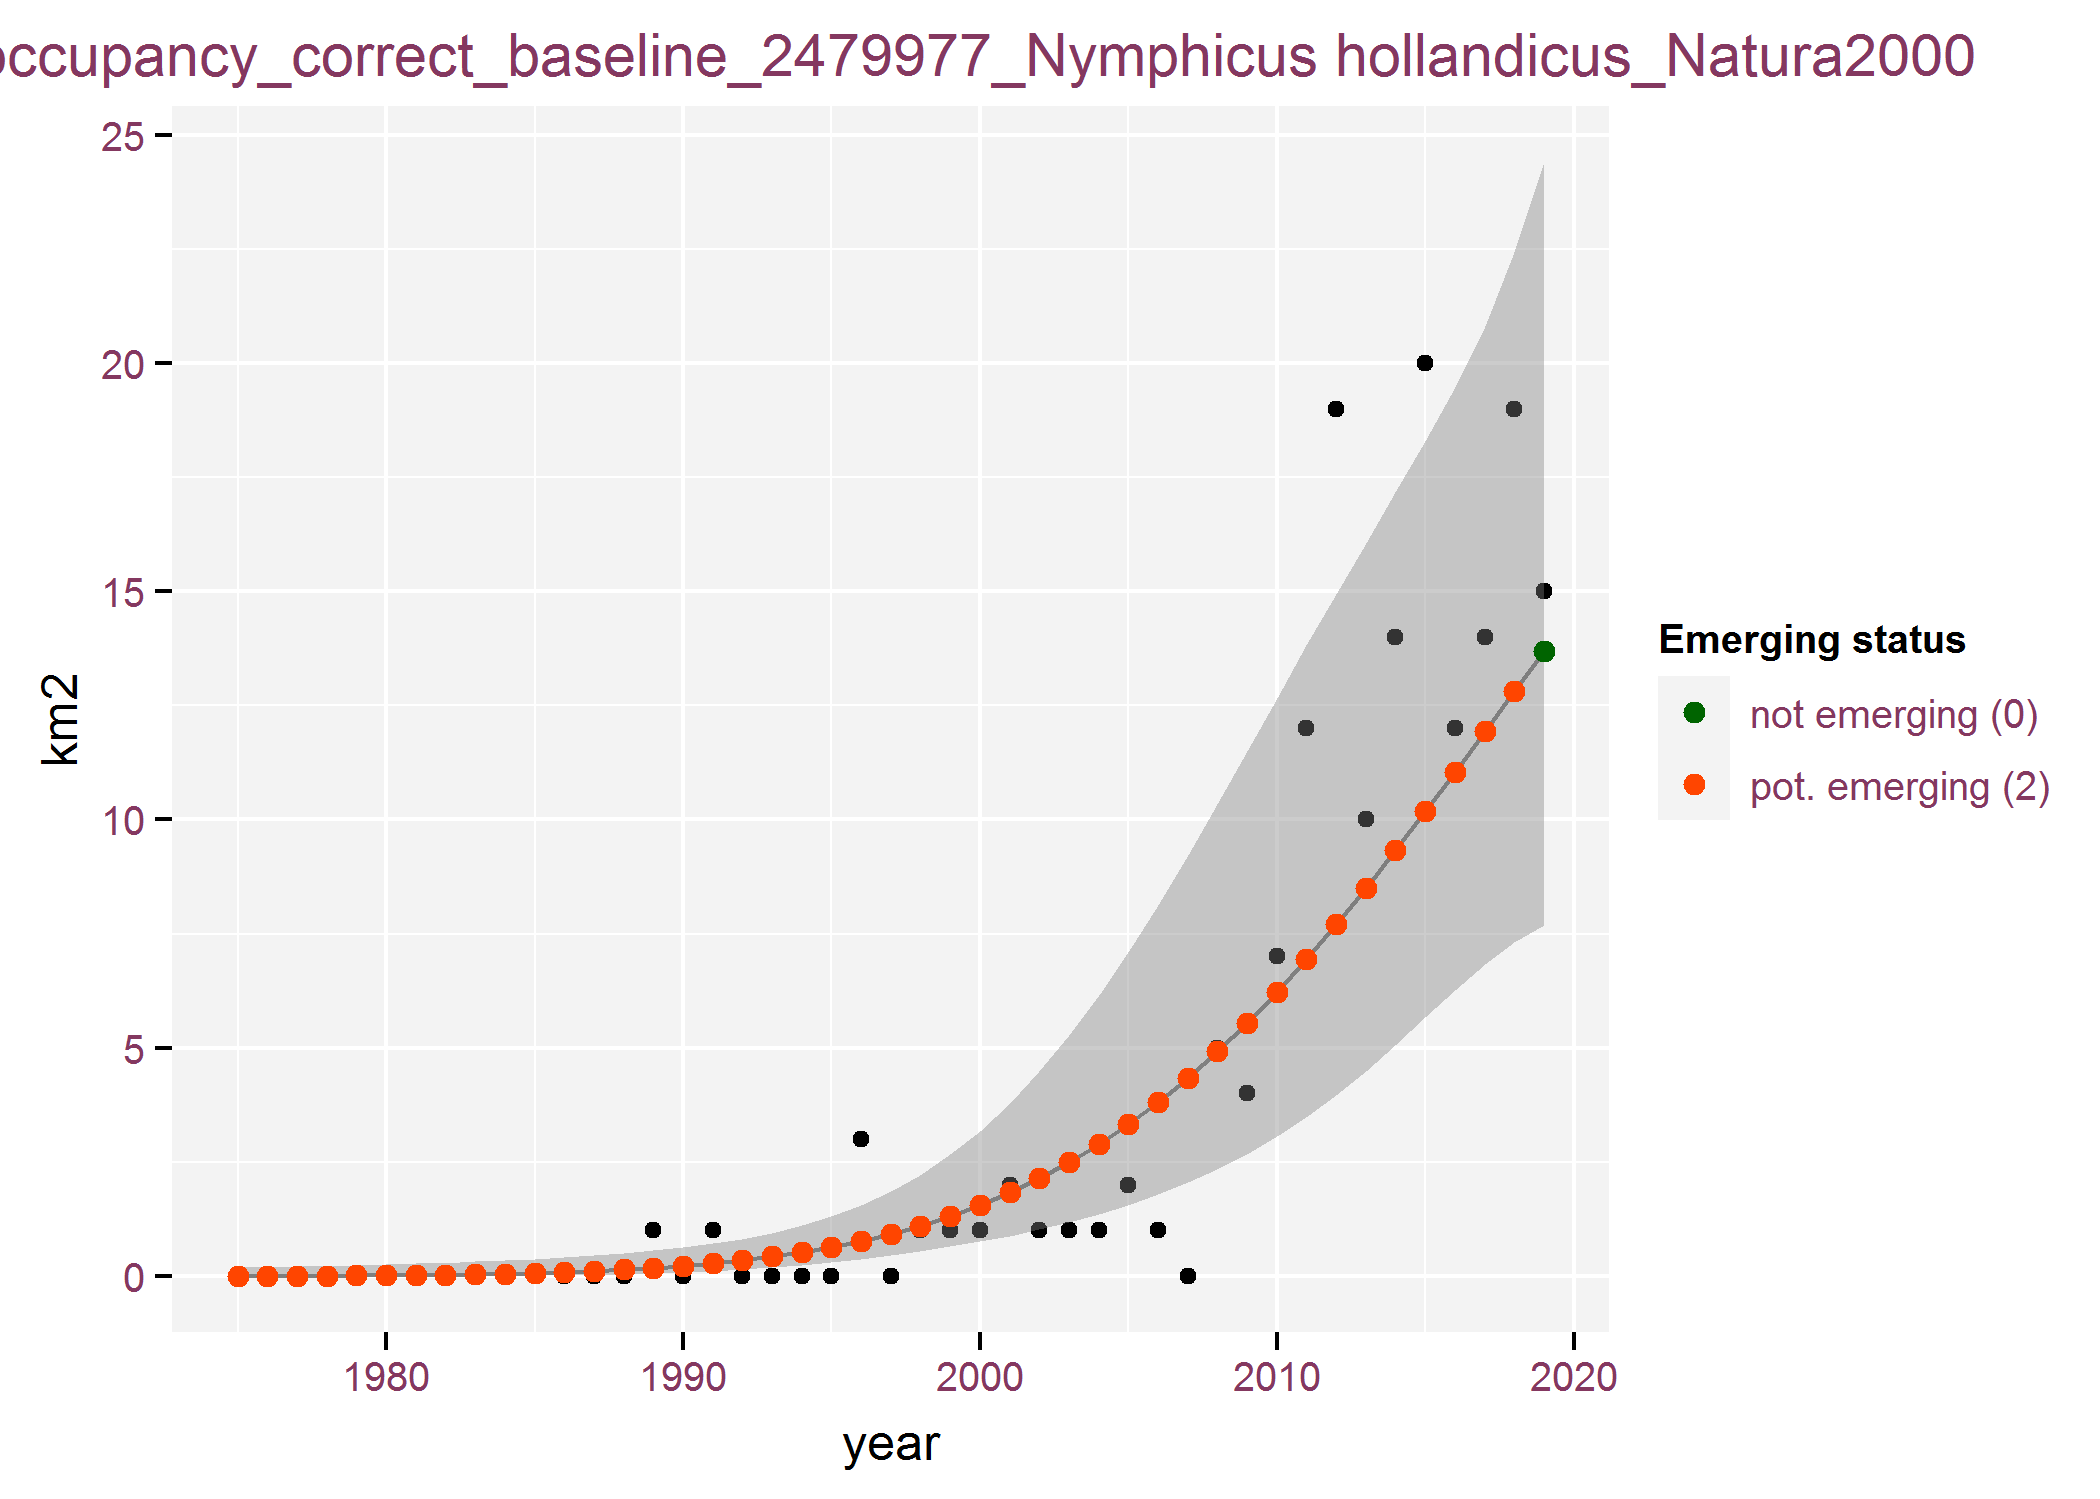 occupancy_correct_baseline_2479977_Nymphicus hollandicus_Natura2000
25
20
15
10
5
0
km2
1980 1990 2000 2010 2020
year
Emerging status
not emerging (0)
pot. emerging (2)